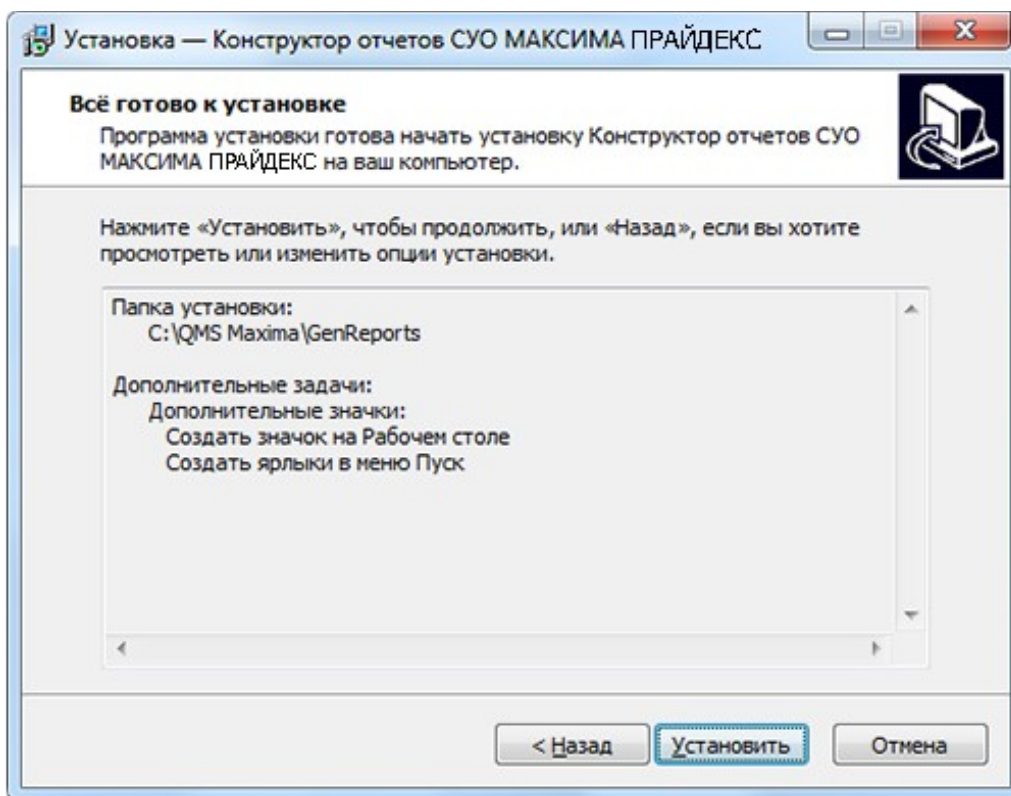 Установка — Конструктор отчетов СУО МАКСИМА ПРАЙДЕКС
Всё готово к установке
Программа установки готова начать установку Конструктор отчетов СУО
МАКСИМА ПРАЙДЕКС на ваш компьютер.
Нажмите «Установить», чтобы продолжить, или «Назад», если вы хотите
просмотреть или изменить опции установки.
Папка установки:
C:\QMS Maxima\GenReports
Дополнительные задачи:
Дополнительные значки:
Создать значок на Рабочем столе
Создать ярлыки в меню Пуск
< Назад Установить Отмена